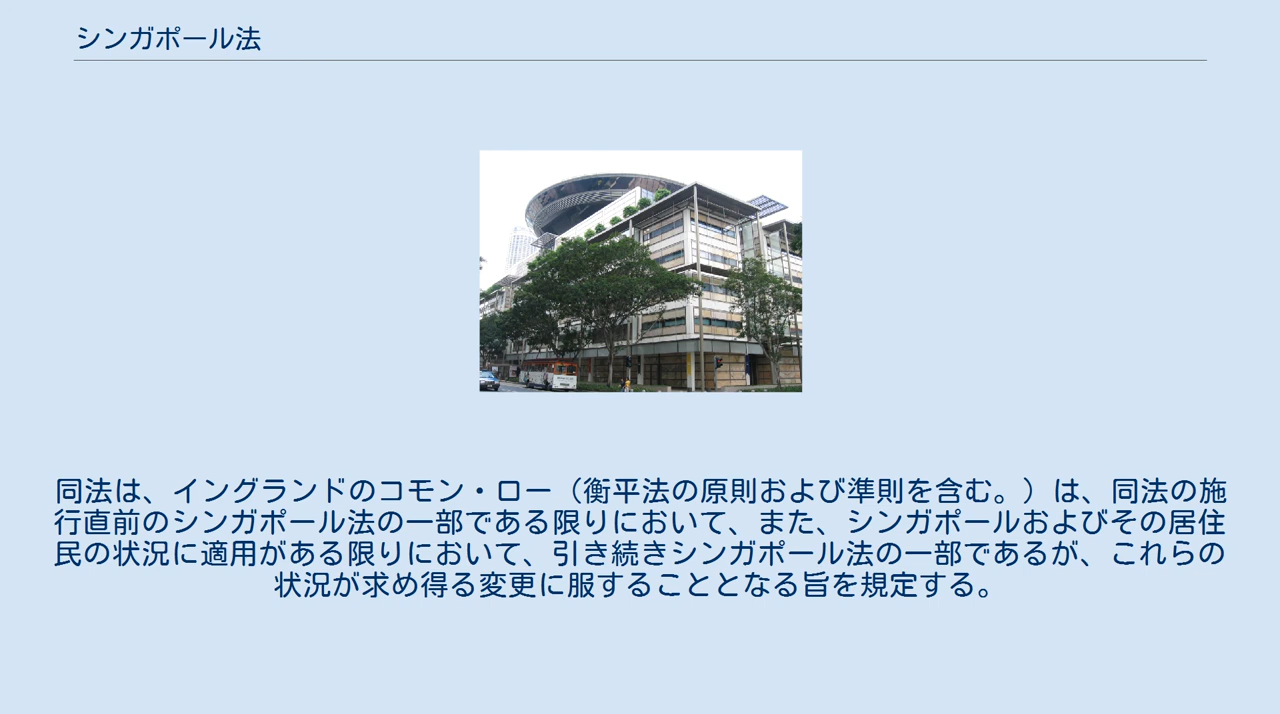 シンガポール法
同法は、イングランドのコモン・ロー（衡平法の原則および準則を含む。）は、同法の施
行直前のシンガポール法の一部である限りにおいて、また、シンガポールおよびその居住
民の状況に適用がある限りにおいて、引き続きシンガポール法の一部であるが、これらの
状況が求め得る変更に服することとなる旨を規定する。